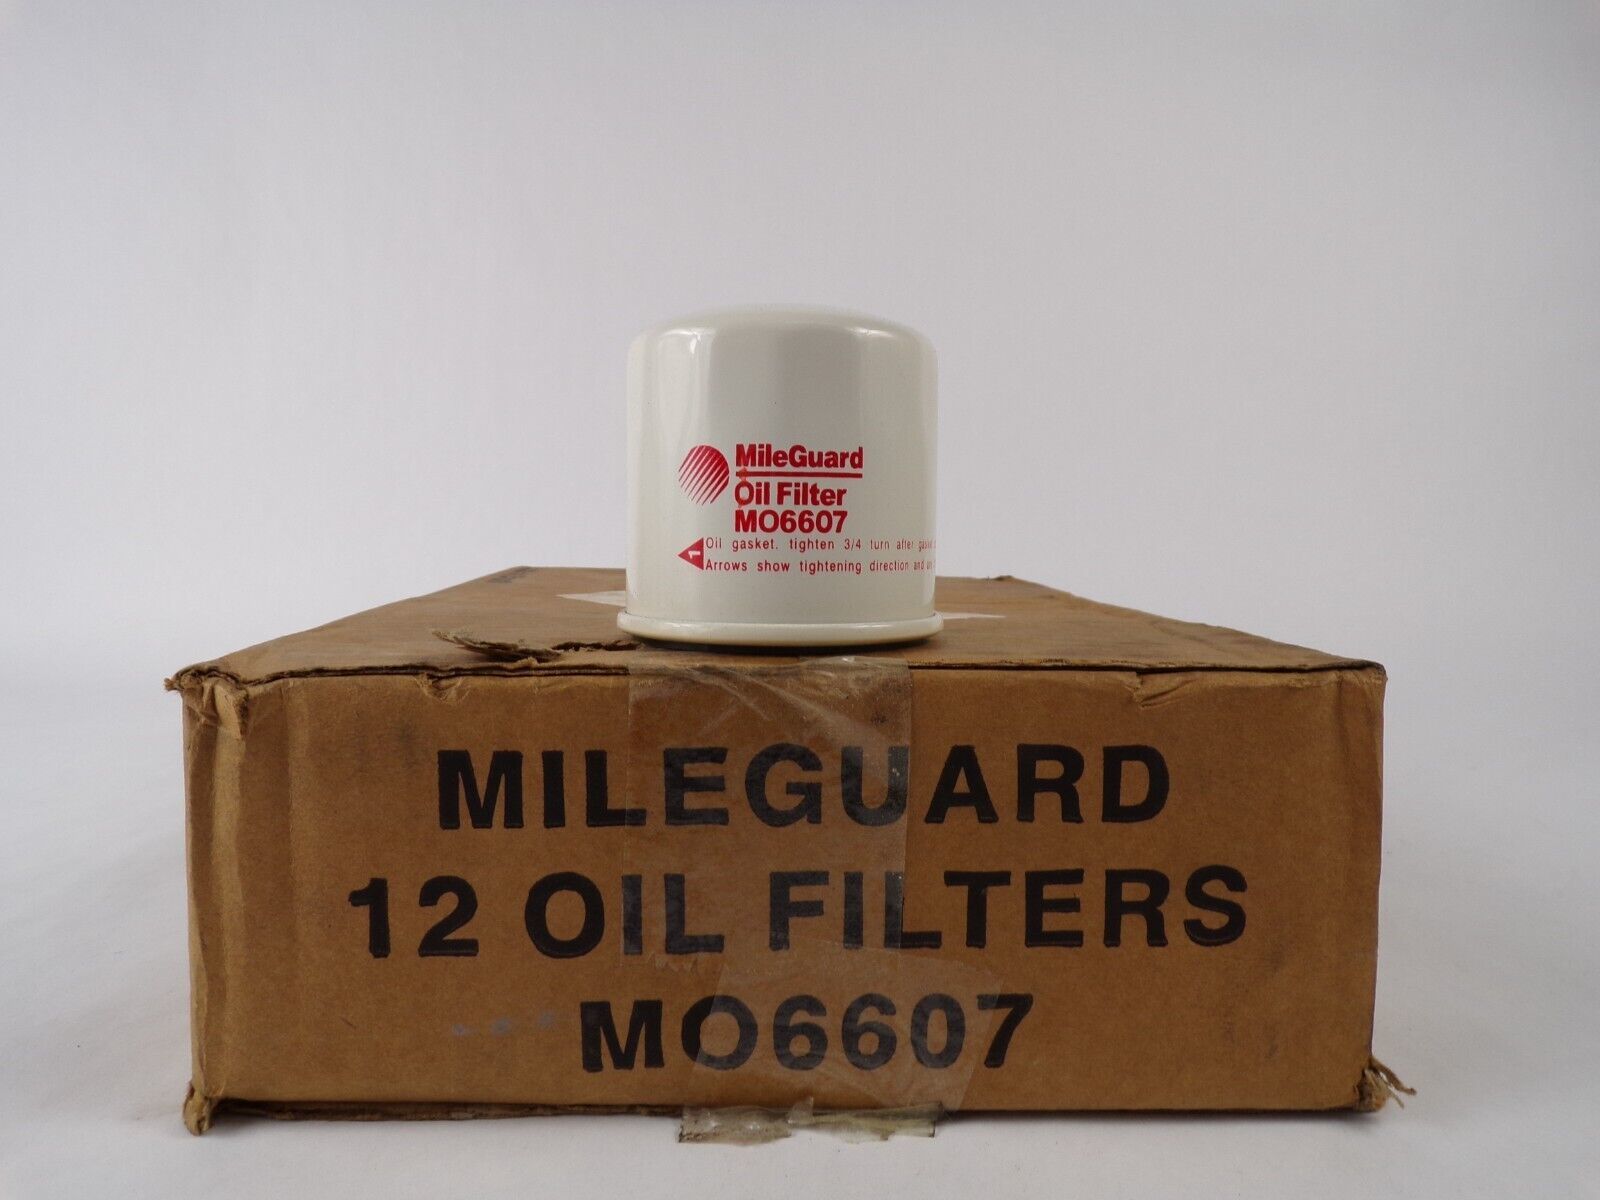 MileGuard
Oil Filter
MO6607
1
Oil gasket. tighten 3/4 turn after gasket
Arrows show tightening direction and
MILEGUARD
12 OIL FILTERS
MO6607